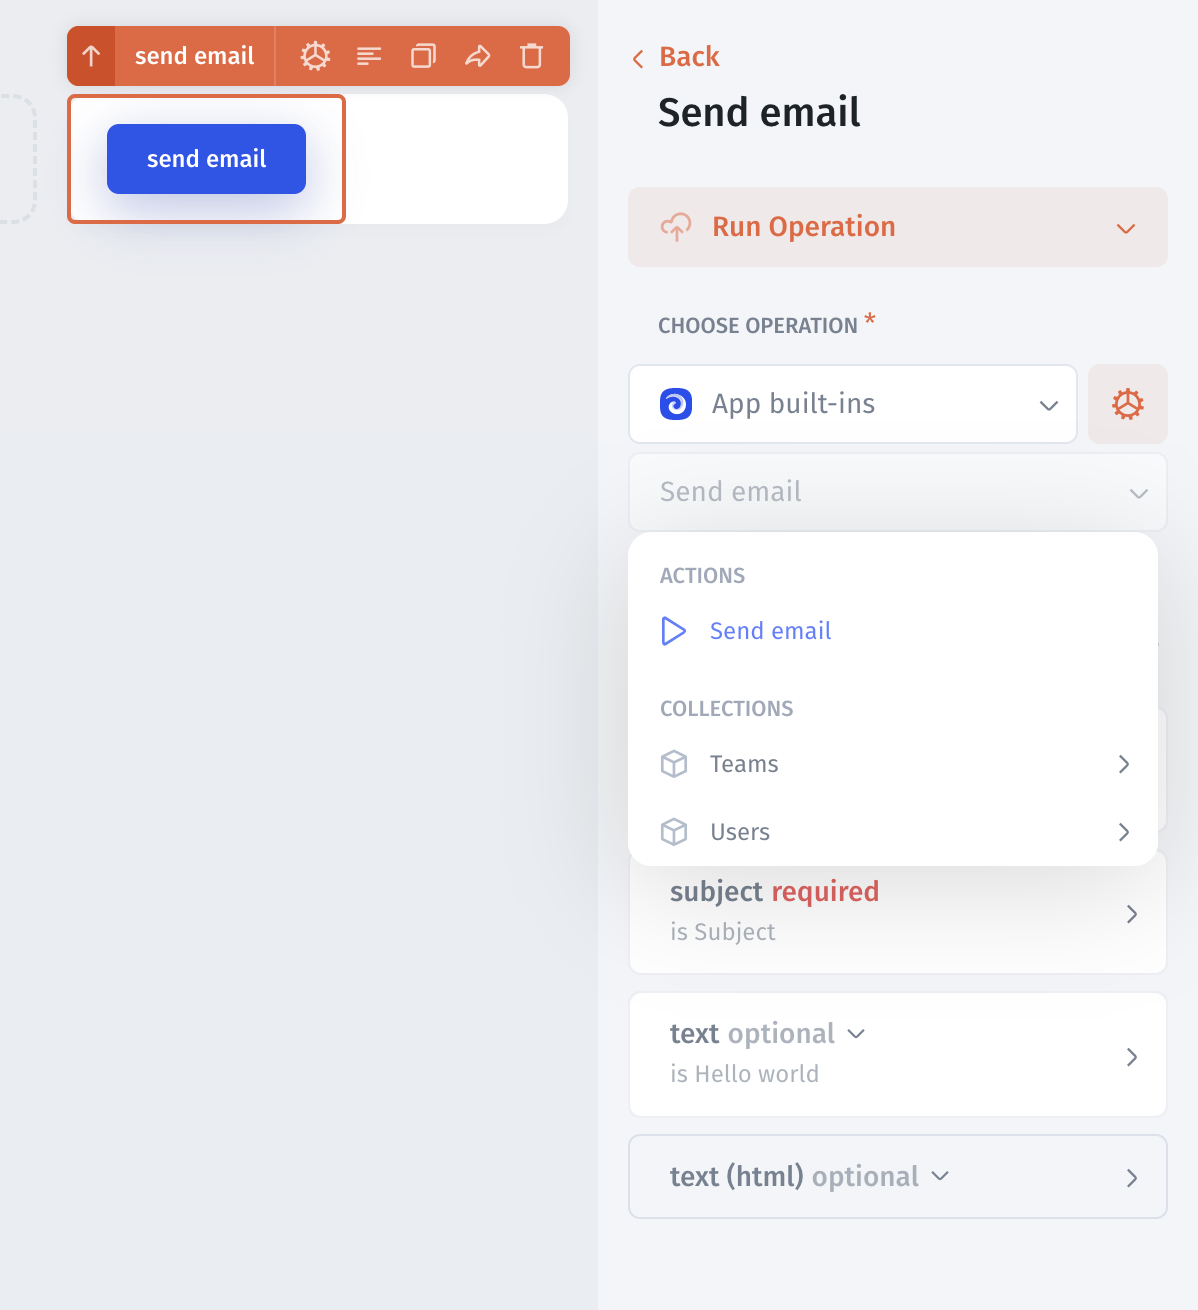 send email
send email
Back
Send email
Run Operation
CHOOSE OPERATION *
App built-ins
Send email
ACTIONS
Send email
COLLECTIONS
Teams
Users
subject required
is Subject
text optional
is Hello world
text (html) optional